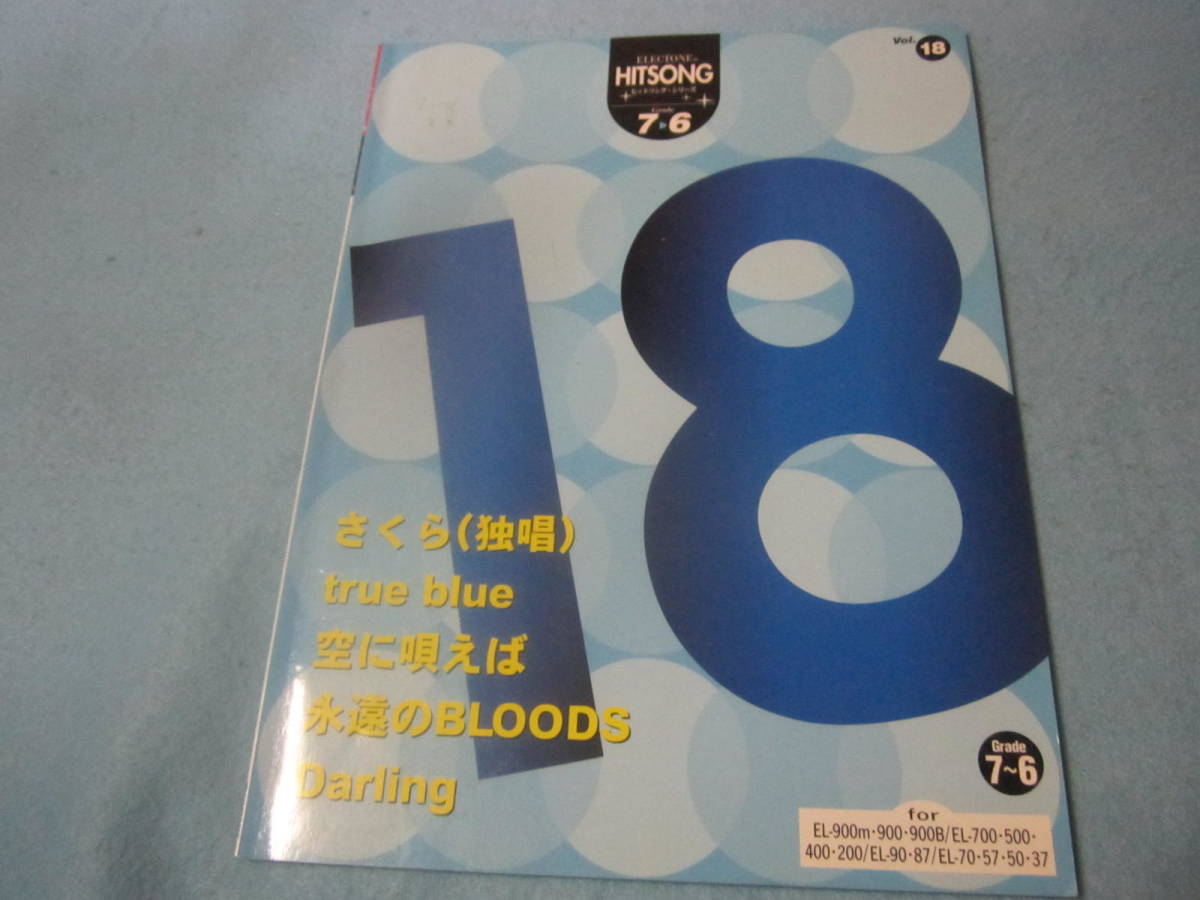 ELECTONE
HITSONG
ヒットソング・シリーズ
Grade
7▶6
Vol. 18
18
さくら(独唱)
true blue
空に唄えば
永遠のBLOODS
Darling
Grade
7~6
for
EL-900m・900・900B/EL-700・500・
400・200/EL-90・87/EL-70・57・50・37